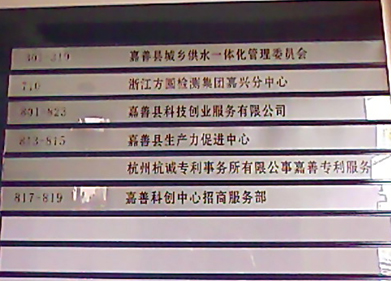 嘉善县城乡供水一体化管理委员会
710 浙江方圆检测集团嘉兴分中心
801-823 嘉善县科技创业服务有限公司
813-815 嘉善县生产力促进中心
杭州杭诚专利事务所有限公事嘉善专利服务
817-819 嘉善科创中心招商服务部